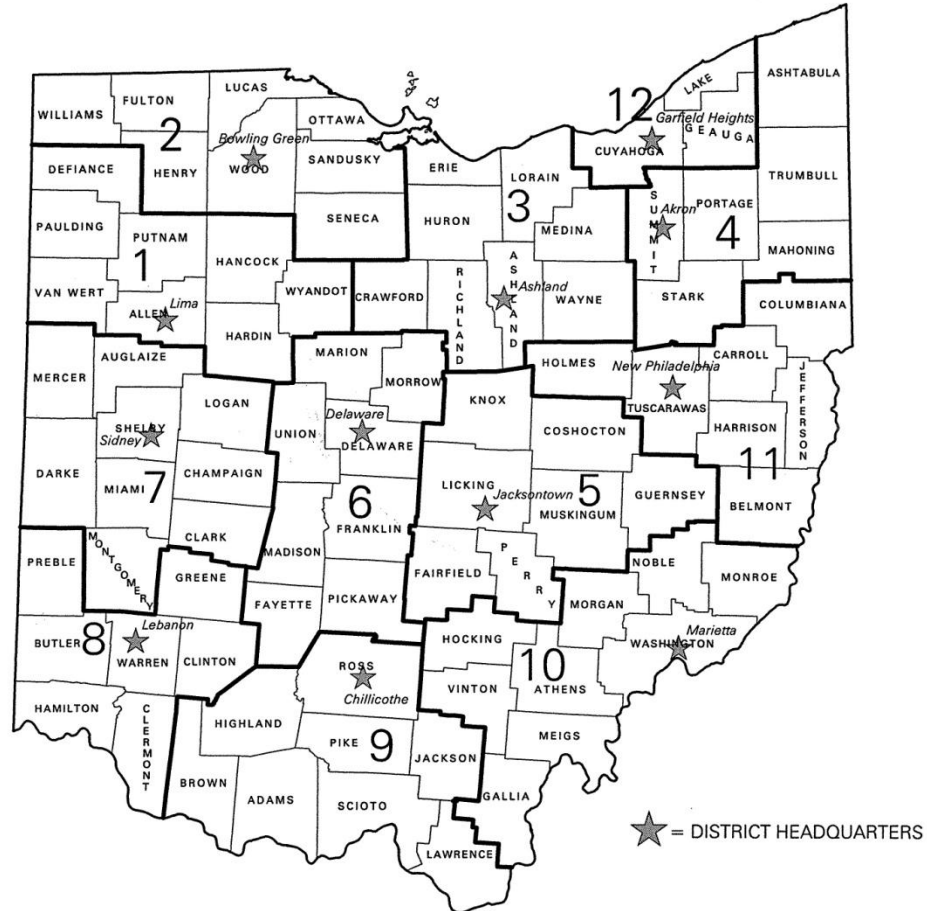 LAKE
ASHTABULA
LUCAS
12
FULTON
WILLIAMS
OTTAWA
Garfield Heights
GEAUGA
2
Bowling Green
CUYAHOGA
DEFIANCE
HENRY
WOOD
SANDUSKY
ERIE
LORAIN
TRUMBULL
3
SUMMIT
PORTAGE
Akron
4
PAULDING
PUTNAM
SENECA
HURON
MEDINA
MAHONING
1
HANCOCK
VAN WERT
WYANDOT
CRAWFORD
RICHLAND
ASHLAND
Ashland
WAYNE
STARK
COLUMBIANA
ALLEN
Lima
HARDIN
MARION
HOLMES
CARROLL
AUGLAIZE
New Philadelphia
JEFFERSON
MERCER
MORROW
LOGAN
KNOX
TUSCARAWAS
Delaware
COSHOCTON
HARRISON
SHELBY
Sidney
UNION
DELAWARE
11
DARKE
CHAMPAIGN
LICKING
Jacksontown
5
GUERNSEY
BELMONT
MIAMI
7
6
FRANKLIN
MUSKINGUM
CLARK
MADISON
PERRY
PREBLE
MONTGOMERY
GREENE
FAIRFIELD
NOBLE
MONROE
FAYETTE
PICKAWAY
MORGAN
Lebanon
Marietta
BUTLER
8
WARREN
CLINTON
HOCKING
WASHINGTON
ROSS
10
Chillicothe
VINTON
ATHENS
HAMILTON
CLERMONT
HIGHLAND
PIKE
9
MEIGS
JACKSON
BROWN
ADAMS
SCIOTO
GALLIA
LAWRENCE
= DISTRICT HEADQUARTERS